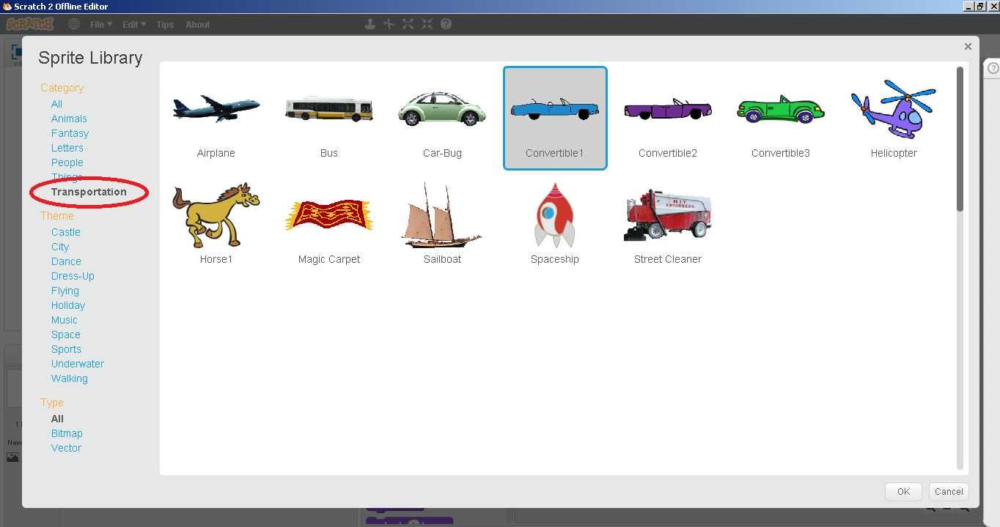 Scratch 2 Offline Editor
SCRATCH File Edit Tips About
Sprite Library
Category
All
Animals
Fantasy
Letters
People
Things
Transportation
Theme
Castle
City
Dance
Dress-Up
Flying
Holiday
Music
Space
Sports
Underwater
Walking
Type
All
Bitmap
Vector
Airplane Bus Car-Bug Convertible1 Convertible2 Convertible3 Helicopter
M.I.T.
ENGINEERS
Horse1 Magic Carpet Sailboat Spaceship Street Cleaner
OK Cancel
New